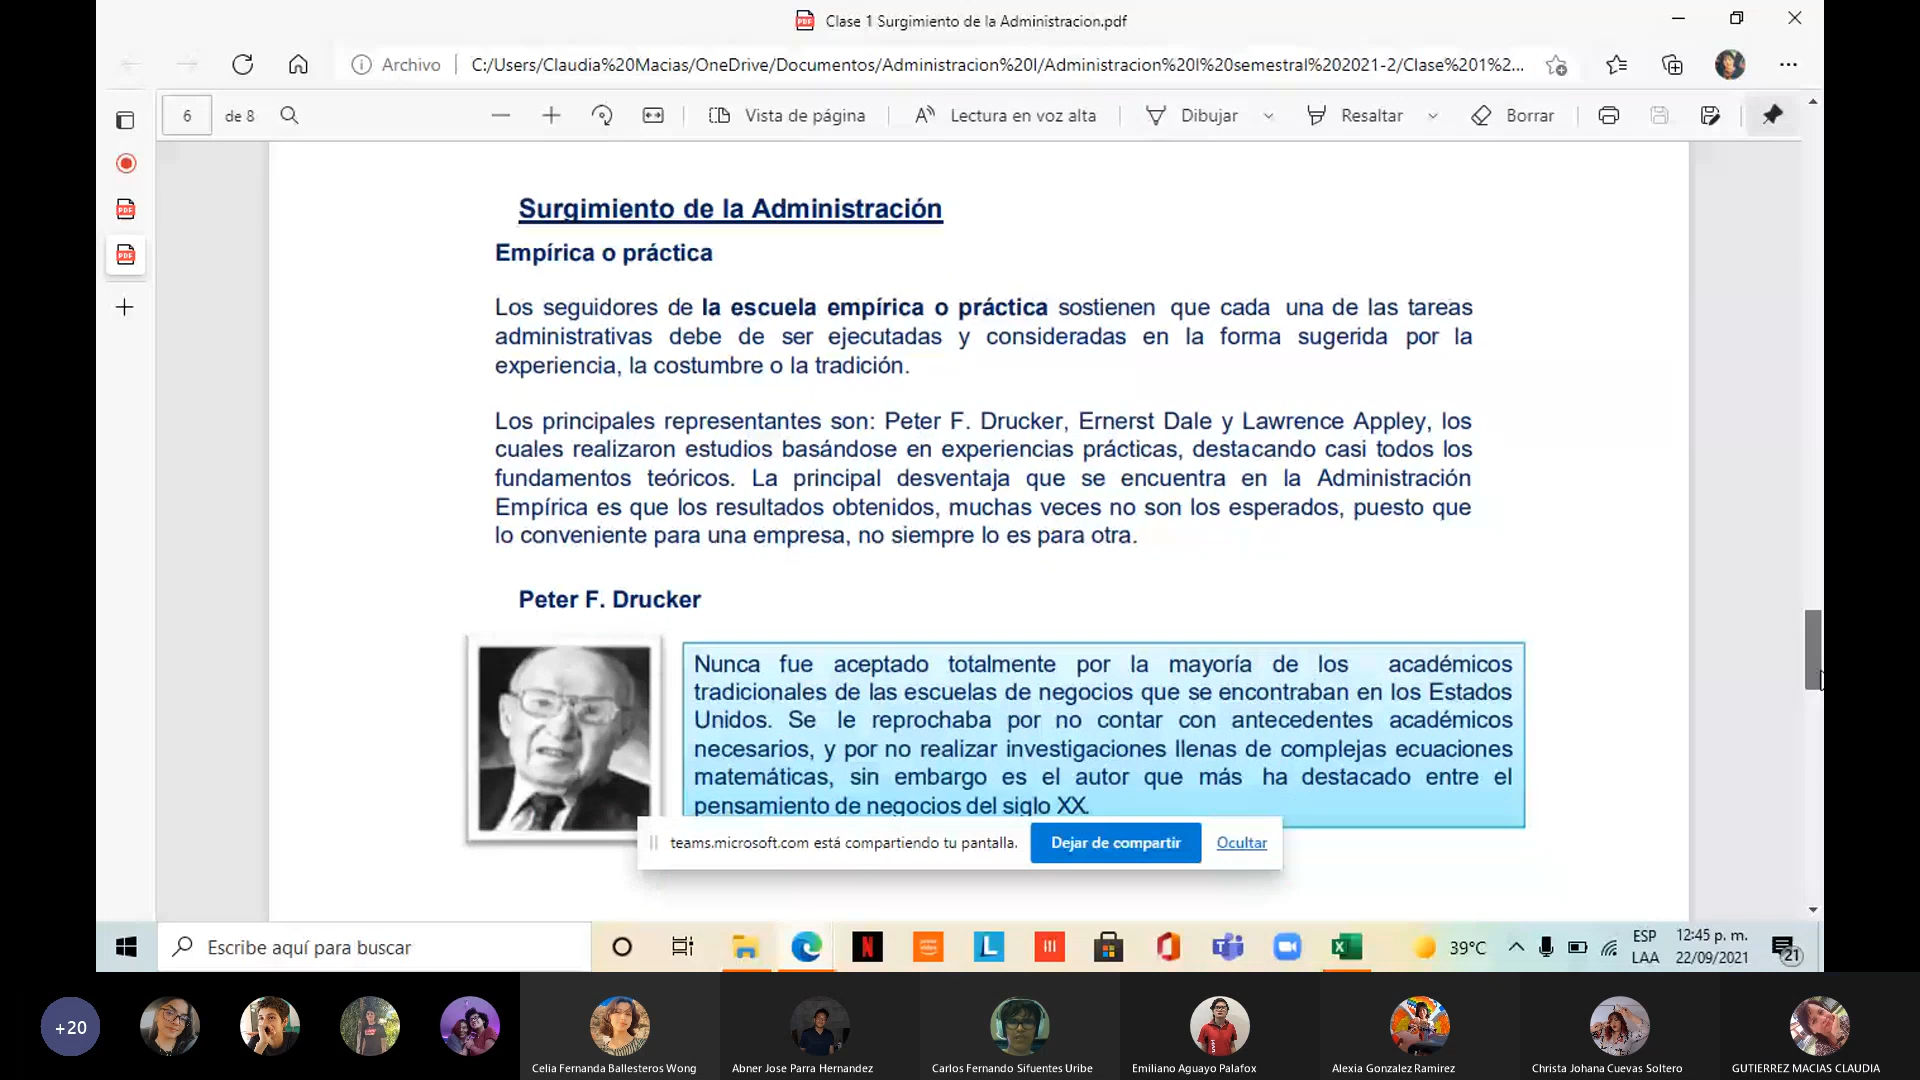 Clase 1 Surgimiento de la Administracion.pdf
Archivo
C:/Users/Claudia%20Macias/OneDrive/Documentos/Administracion%20I/Administracion%20I%20semestral%202021-2/Clase%201%2...
6 de 8
Vista de página
Lectura en voz alta
Dibujar
Resaltar
Borrar
Surgimiento de la Administración
Empírica o práctica
Los seguidores de la escuela empírica o práctica sostienen que cada una de las tareas
administrativas debe de ser ejecutadas y consideradas en la forma sugerida por la
experiencia, la costumbre o la tradición.
Los principales representantes son: Peter F. Drucker, Ernerst Dale y Lawrence Appley, los
cuales realizaron estudios basándose en experiencias prácticas, destacando casi todos los
fundamentos teóricos. La principal desventaja que se encuentra en la Administración
Empírica es que los resultados obtenidos, muchas veces no son los esperados, puesto que
lo conveniente para una empresa, no siempre lo es para otra.
Peter F. Drucker
Nunca fue aceptado totalmente por la mayoría de los académicos
tradicionales de las escuelas de negocios que se encontraban en los Estados
Unidos. Se le reprochaba por no contar con antecedentes académicos
necesarios, y por no realizar investigaciones llenas de complejas ecuaciones
matemáticas, sin embargo es el autor que más ha destacado entre el
pensamiento de negocios del siglo XX.
teams.microsoft.com está compartiendo tu pantalla.
Dejar de compartir
Ocultar
Escribe aquí para buscar
39°C
ESP
LAA
12:45 p. m.
22/09/2021
21
+20
Celia Fernanda Ballesteros Wong
Abner Jose Parra Hernandez
Carlos Fernando Sifuentes Uribe
Emiliano Aguayo Palafox
Alexia Gonzalez Ramirez
Christa Johana Cuevas Soltero
GUTIERREZ MACIAS CLAUDIA